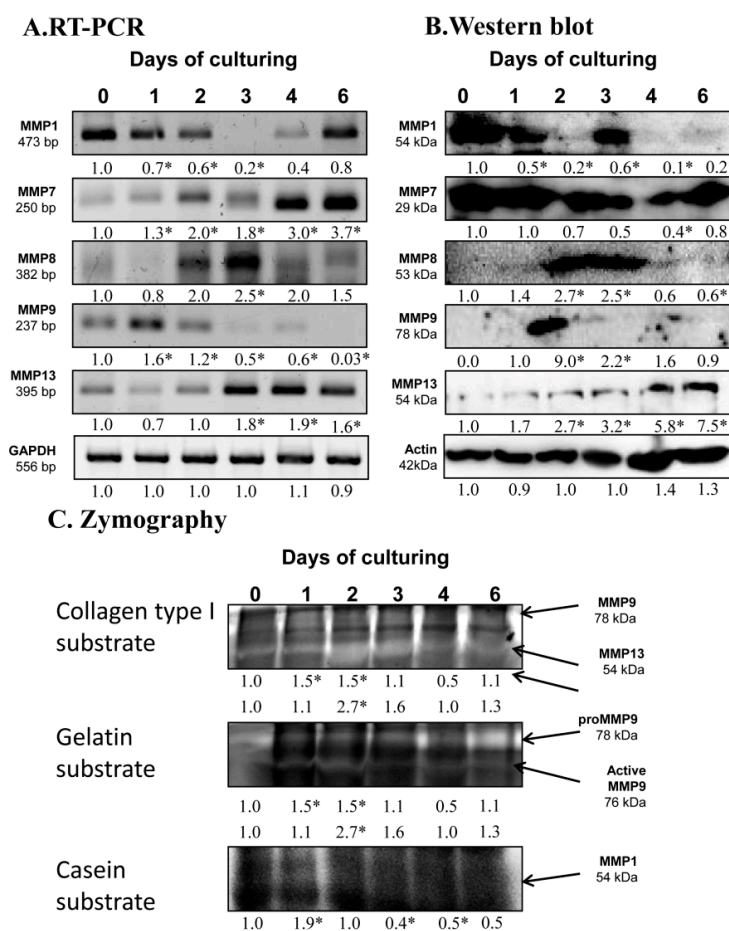 A.RT-PCR
Days of culturing
0 1 2 3 4 6
MMP1
473 bp
1.0 0.7* 0.6* 0.2* 0.4 0.8
MMP7
250 bp
1.0 1.3* 2.0* 1.8* 3.0* 3.7*
MMP8
382 bp
1.0 0.8 2.0 2.5* 2.0 1.5
MMP9
237 bp
1.0 1.6* 1.2* 0.5* 0.6* 0.03*
MMP13
395 bp
1.0 0.7 1.0 1.8* 1.9* 1.6*
GAPDH
556 bp
1.0 1.0 1.0 1.0 1.1 0.9
B.Western blot
Days of culturing
0 1 2 3 4 6
MMP1
54 kDa
1.0 0.5* 0.2* 0.6* 0.1* 0.2
MMP7
29 kDa
1.0 1.0 0.7 0.5 0.4* 0.8
MMP8
53 kDa
1.0 1.4 2.7* 2.5* 0.6 0.6*
MMP9
78 kDa
0.0 1.0 9.0* 2.2* 1.6 0.9
MMP13
54 kDa
1.0 1.7 2.7* 3.2* 5.8* 7.5*
Actin
42kDa
1.0 0.9 1.0 1.0 1.4 1.3
C. Zymography
Days of culturing
0 1 2 3 4 6
Collagen type I
substrate
MMP9
78 kDa
MMP13
54 kDa
1.0 1.5* 1.5* 1.1 0.5 1.1
1.0 1.1 2.7* 1.6 1.0 1.3
Gelatin
substrate
proMMP9
78 kDa
Active
MMP9
76 kDa
1.0 1.5* 1.5* 1.1 0.5 1.1
1.0 1.1 2.7* 1.6 1.0 1.3
Casein
substrate
MMP1
54 kDa
1.0 1.9* 1.0 0.4* 0.5* 0.5